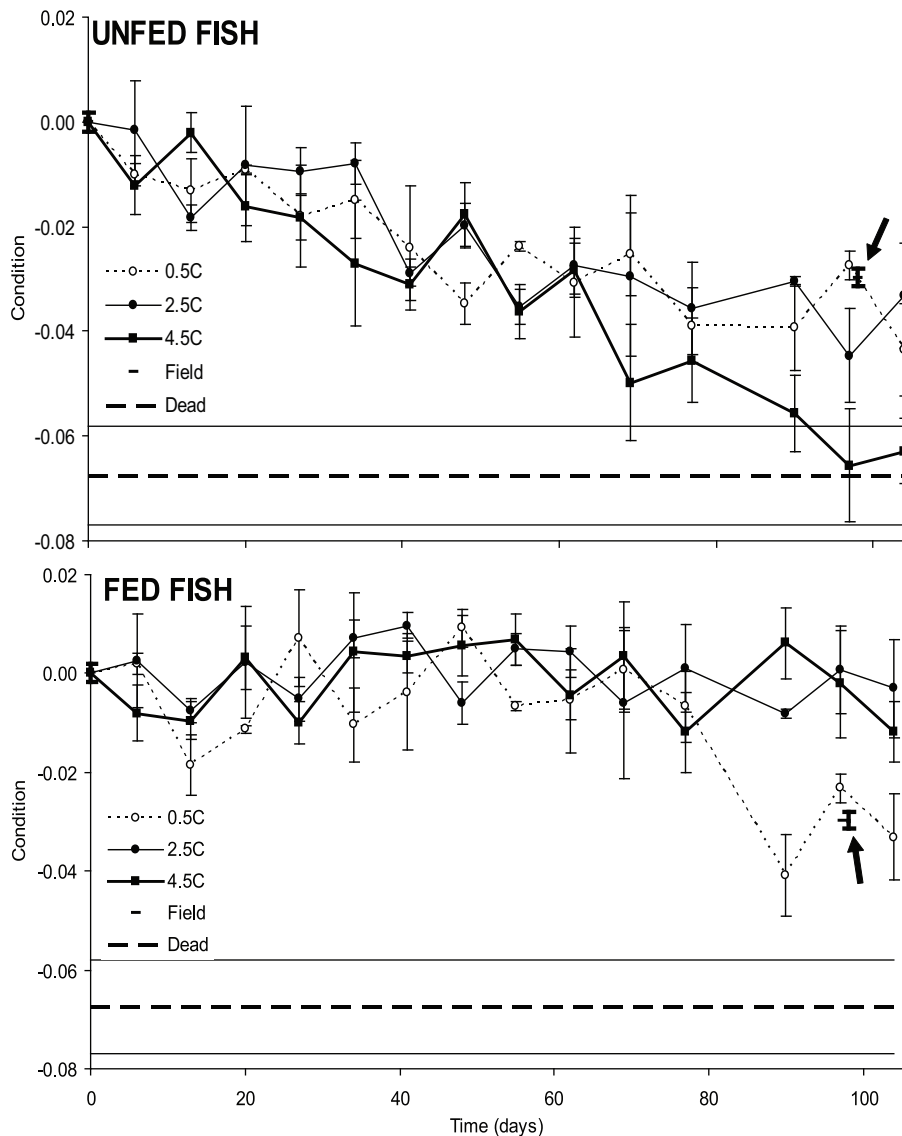 UNFED FISH
0.02
0.00
-0.02
-0.04
-0.06
-0.08
Condition
0.5C
2.5C
4.5C
Field
Dead
FED FISH
0.02
0.00
-0.02
-0.04
-0.06
-0.08
Condition
0.5C
2.5C
4.5C
Field
Dead
0
20
40
60
80
100
Time (days)